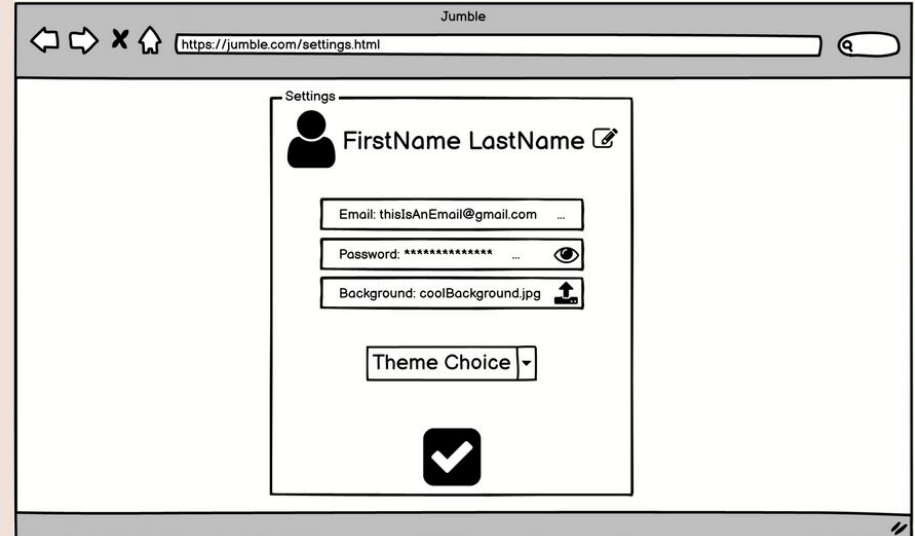 Jumble
https://jumble.com/settings.html
Settings
FirstName LastName
Email: thisIsAnEmail@gmail.com ...
Password: ************** ...
Background: coolBackground.jpg
Theme Choice